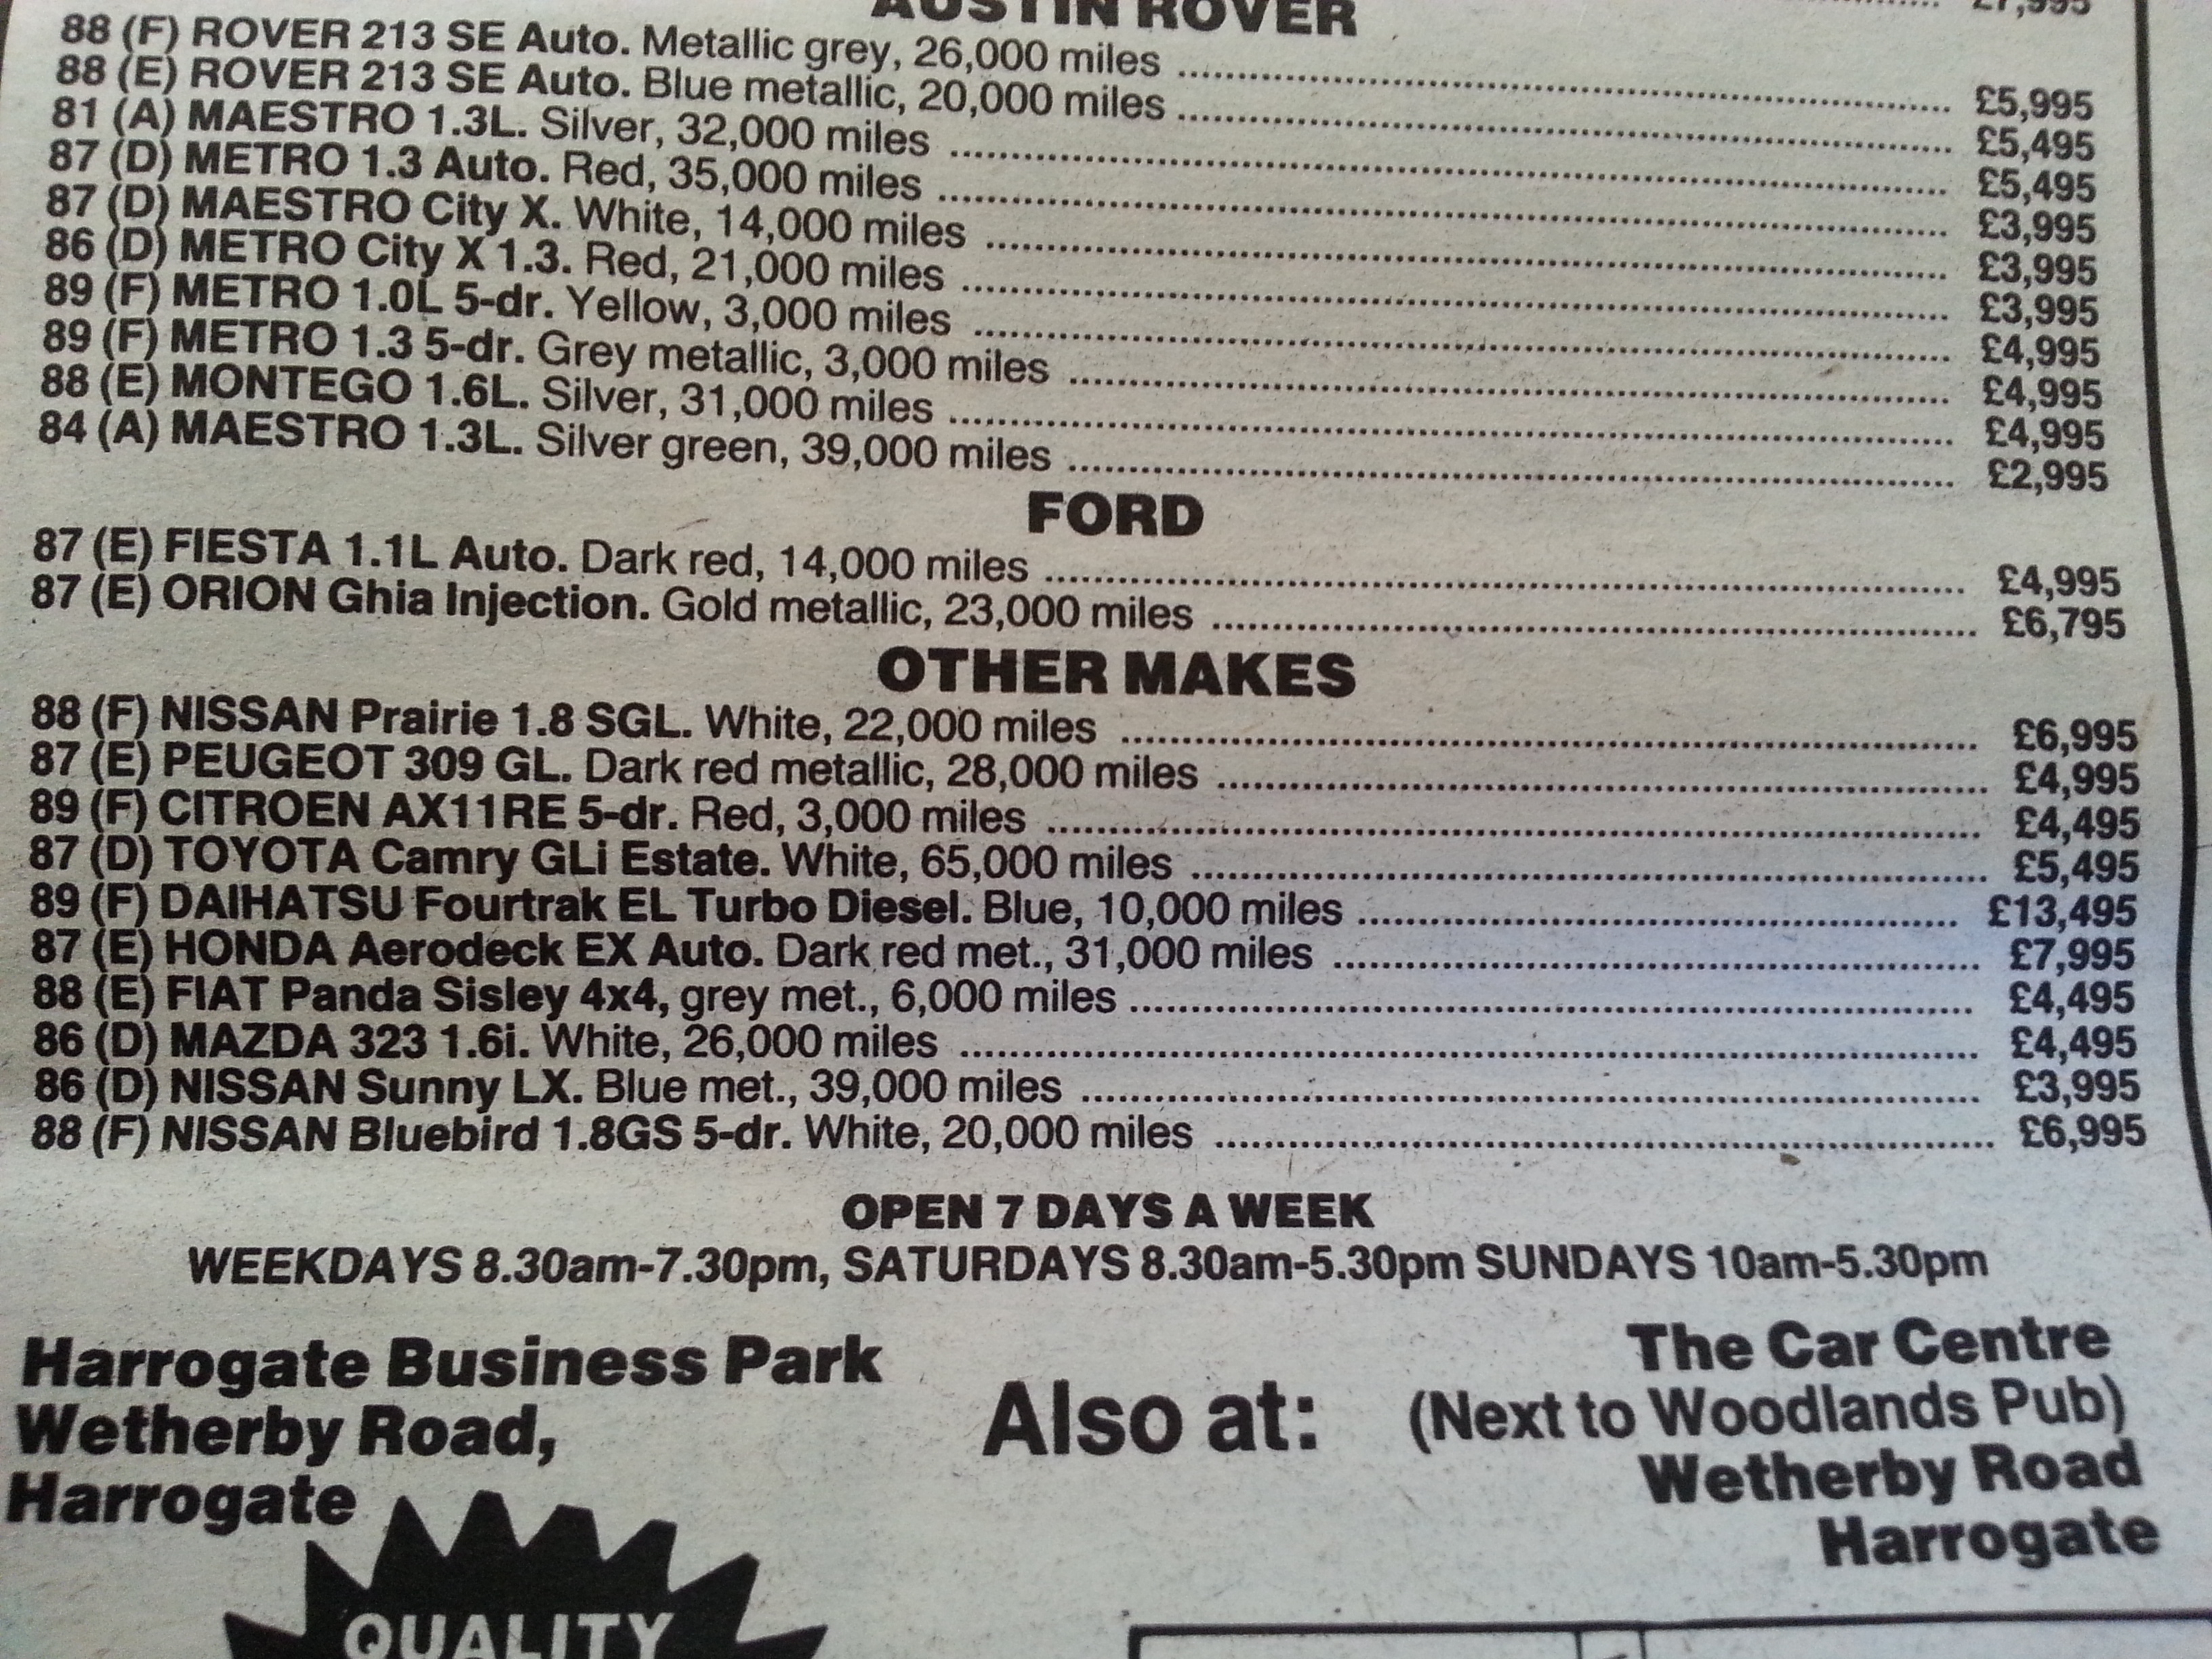 £7,995
AUSTIN ROVER
88 (F) ROVER 213 SE Auto. Metallic grey, 26,000 miles ........ £5,995
88 (E) ROVER 213 SE Auto. Blue metallic, 20,000 miles ........ £5,495
81 (A) MAESTRO 1.3L. Silver, 32,000 miles ........ £5,495
87 (D) METRO 1.3 Auto. Red, 35,000 miles ........ £3,995
87 (D) MAESTRO City X. White, 14,000 miles ........ £3,995
86 (D) METRO City X 1.3. Red, 21,000 miles ........ £3,995
89 (F) METRO 1.0L 5-dr. Yellow, 3,000 miles ........ £4,995
89 (F) METRO 1.3 5-dr. Grey metallic, 3,000 miles ........ £4,995
88 (E) MONTEGO 1.6L. Silver, 31,000 miles ........ £4,995
84 (A) MAESTRO 1.3L. Silver green, 39,000 miles ........ £2,995
FORD
87 (E) FIESTA 1.1L Auto. Dark red, 14,000 miles ........ £4,995
87 (E) ORION Ghia Injection. Gold metallic, 23,000 miles ........ £6,795
OTHER MAKES
88 (F) NISSAN Prairie 1.8 SGL. White, 22,000 miles ........ £6,995
87 (E) PEUGEOT 309 GL. Dark red metallic, 28,000 miles ........ £4,995
89 (F) CITROEN AX11RE 5-dr. Red, 3,000 miles ........ £4,495
87 (D) TOYOTA Camry GLi Estate. White, 65,000 miles ........ £5,495
89 (F) DAIHATSU Fourtrak EL Turbo Diesel. Blue, 10,000 miles ........ £13,495
87 (E) HONDA Aerodeck EX Auto. Dark red met., 31,000 miles ........ £7,995
88 (E) FIAT Panda Sisley 4x4, grey met., 6,000 miles ........ £4,495
86 (D) MAZDA 323 1.6i. White, 26,000 miles ........ £4,495
86 (D) NISSAN Sunny LX. Blue met., 39,000 miles ........ £3,995
88 (F) NISSAN Bluebird 1.8GS 5-dr. White, 20,000 miles ........ £6,995
OPEN 7 DAYS A WEEK
WEEKDAYS 8.30am-7.30pm, SATURDAYS 8.30am-5.30pm SUNDAYS 10am-5.30pm
Harrogate Business Park
Wetherby Road,
Harrogate
Also at:
The Car Centre
(Next to Woodlands Pub)
Wetherby Road
Harrogate
QUALITY